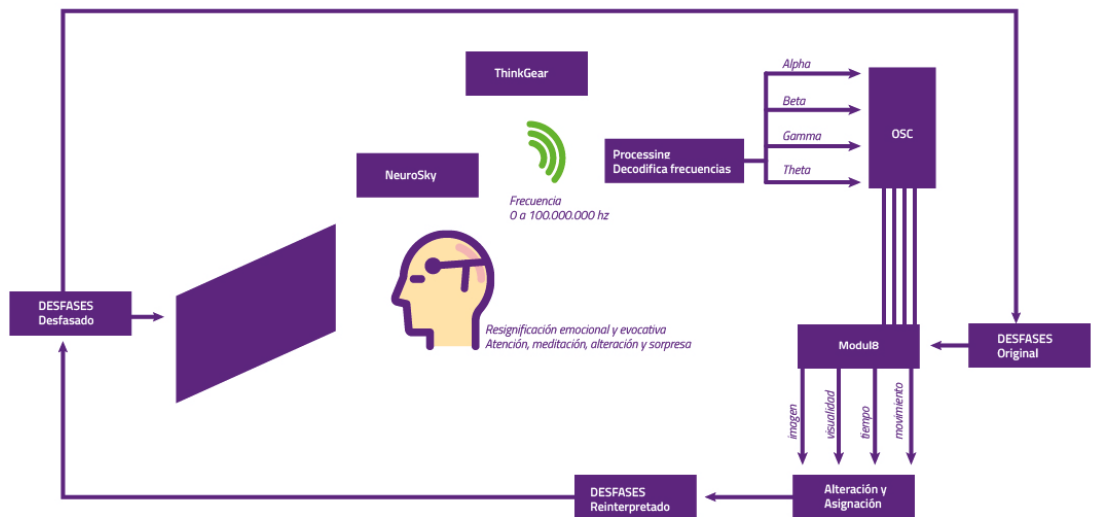 ThinkGear
NeuroSky
Frecuencia
0 a 100.000.000 hz
Processing
Decodifica frecuencias
Alpha
Beta
Gamma
Theta
OSC
DESFASES
Desfasado
Resignificación emocional y evocativa
Atención, meditación, alteración y sorpresa
Modul8
DESFASES
Original
imagen
visualidad
tiempo
movimiento
Alteración y
Asignación
DESFASES
Reinterpretado